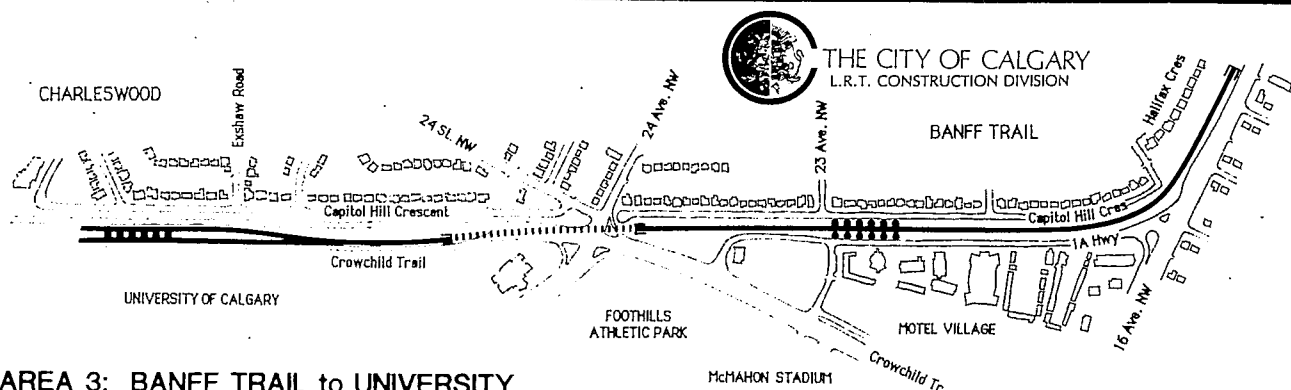 THE CITY OF CALGARY
L.R.T. CONSTRUCTION DIVISION
CHARLESWOOD
Exshaw Road
24 St. NW
24 Ave. NW
23 Ave. NW
BANFF TRAIL
Halifax Cres
Capitol Hill Crescent
Capitol Hill Cres
Crowchild Trail
1A Hwy
16 Ave. NW
UNIVERSITY OF CALGARY
FOOTHILLS
ATHLETIC PARK
MOTEL VILLAGE
Crowchild Tr
McMAHON STADIUM
AREA 3: BANFF TRAIL to UNIVERSITY